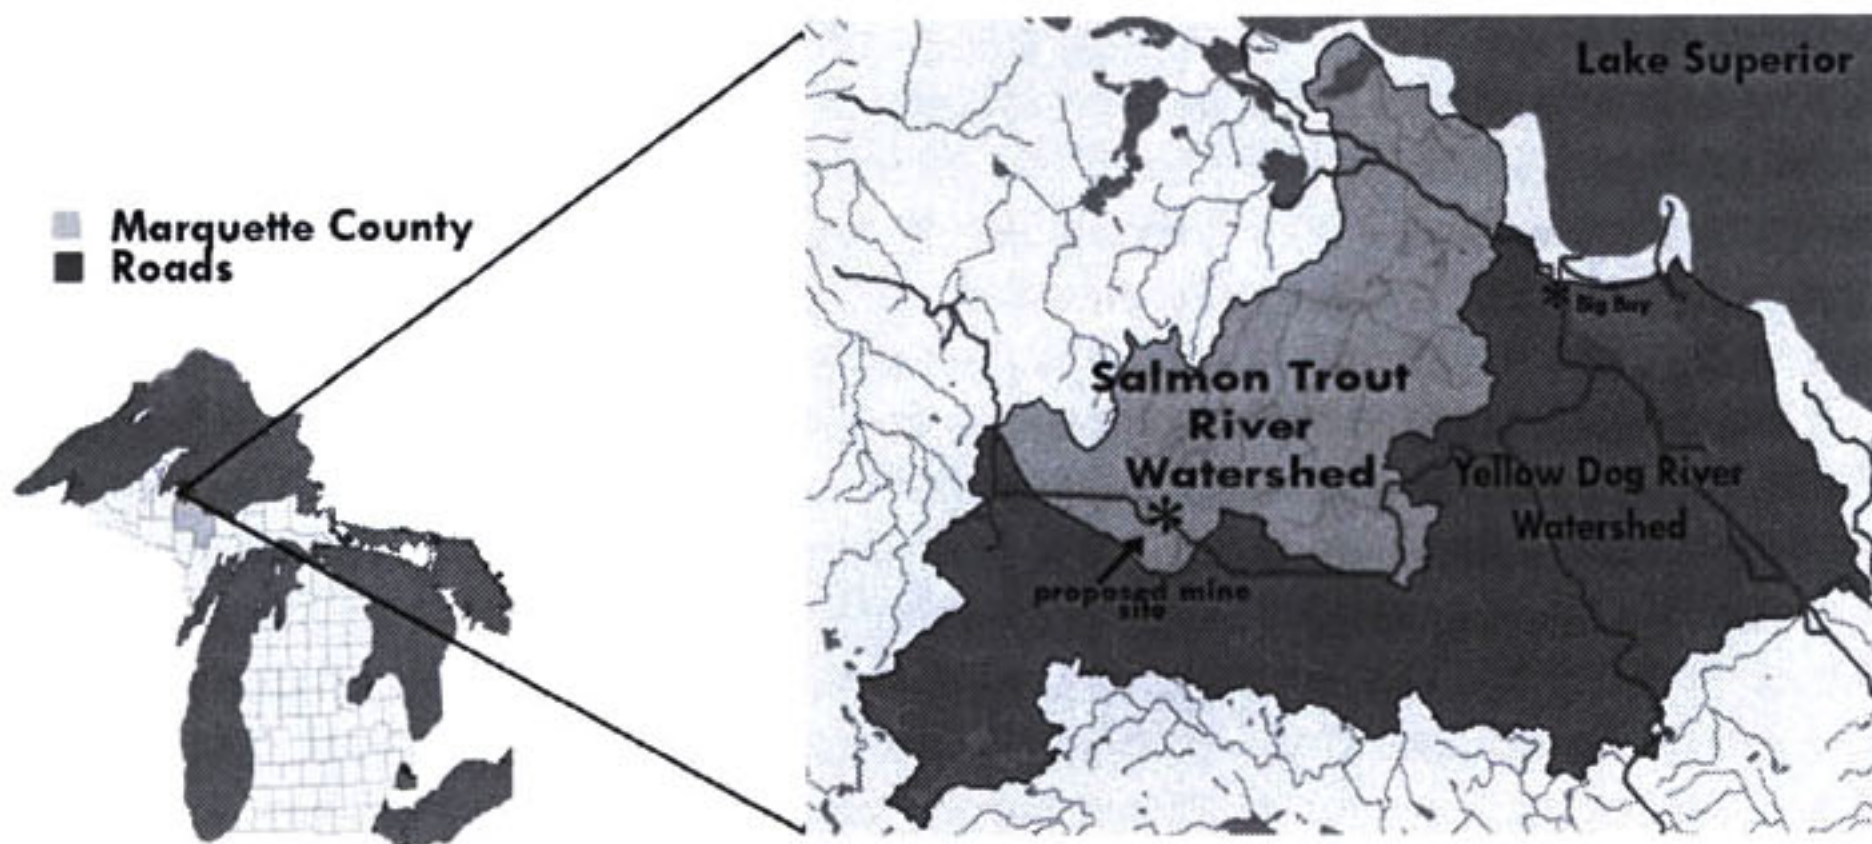 Marquette County
Roads
Lake Superior
* Big Bay
Salmon Trout
River
Watershed
*
Yellow Dog River
Watershed
proposed mine
site